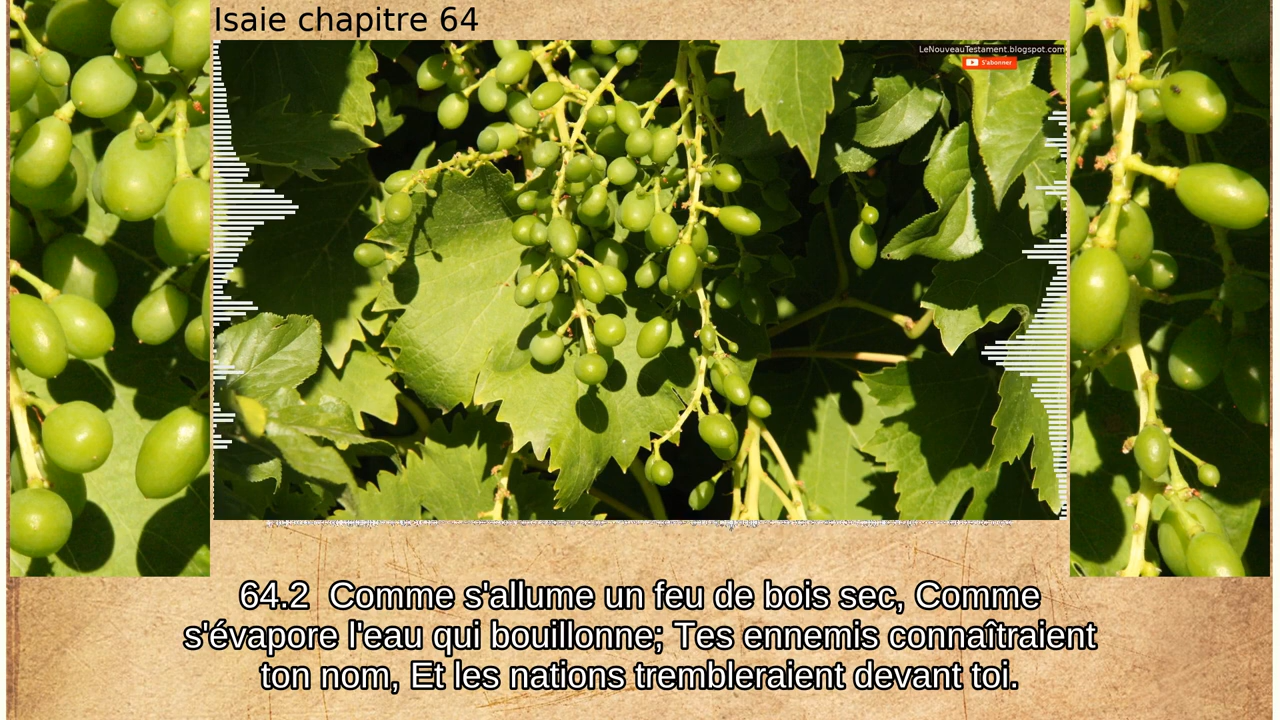 Isaie chapitre 64
LeNouveauTestament.blogspot.com
S'abonner
64.2  Comme s'allume un feu de bois sec, Comme
s'évapore l'eau qui bouillonne; Tes ennemis connaîtraient
ton nom, Et les nations trembleraient devant toi.